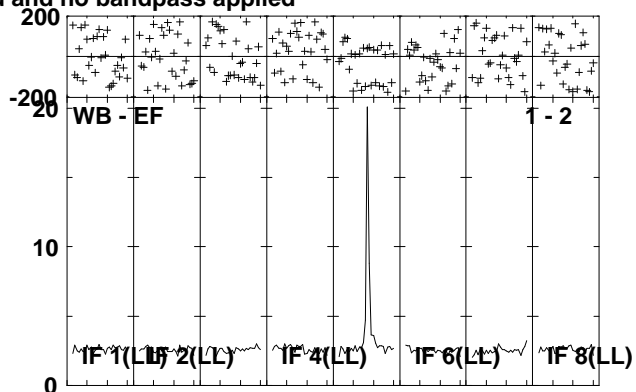 and no bandpass applied
200
-200
20
WB - EF 1 - 2
10
0
IF 1(LL) IF 2(LL) IF 4(LL) IF 6(LL) IF 8(LL)